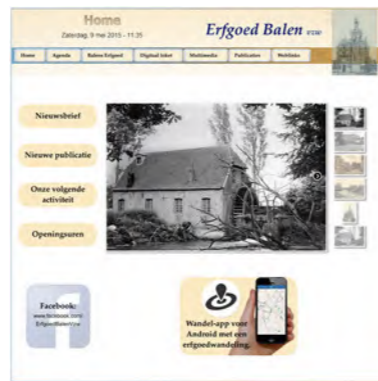 Home
Zaterdag, 9 mei 2015 - 11:35
Erfgoed Balen vzw
Home Agenda Balens Erfgoed Digitaal loket Multimedia Publicaties Weblinks
Nieuwsbrief
Nieuwe publicatie
Onze volgende
activiteit
Openingsuren
Facebook:
www.facebook.com/
ErfgoedBalenVzw
Wandel-app voor
Android met een
erfgoedwandeling.